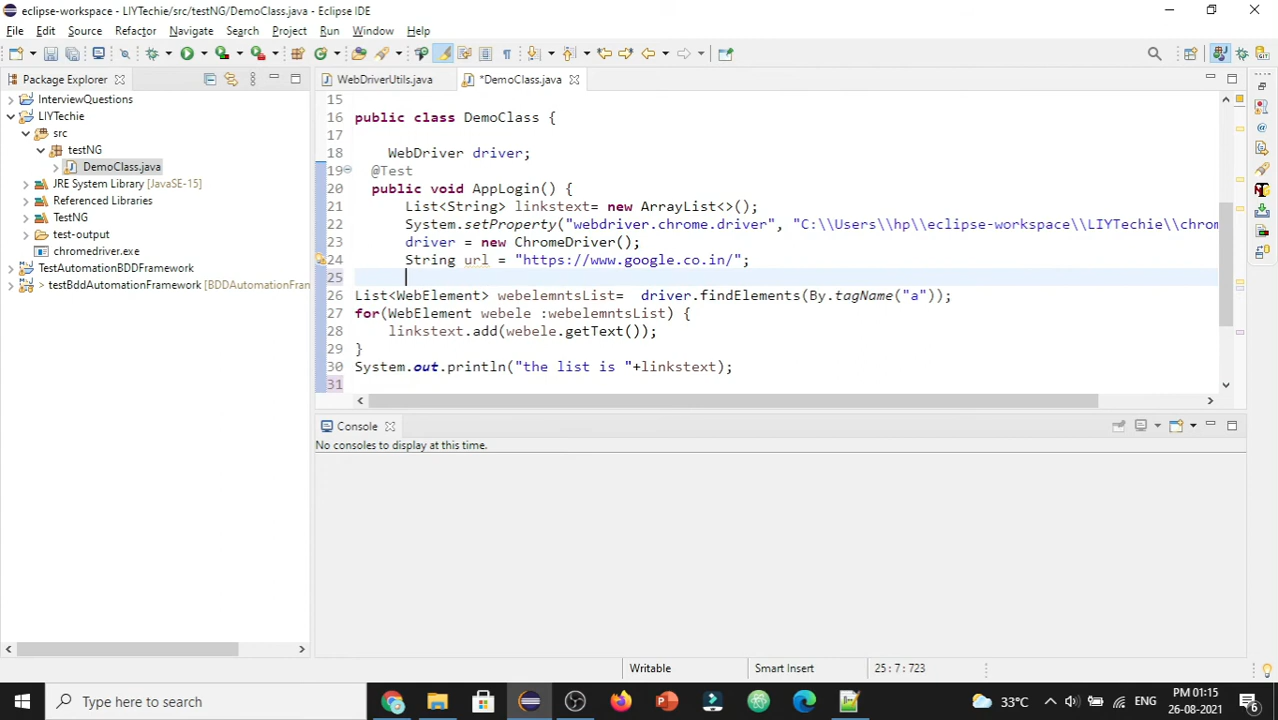 eclipse-workspace - LIYTechie/src/testNG/DemoClass.java - Eclipse IDE
File Edit Source Refactor Navigate Search Project Run Window Help
Package Explorer
WebDriverUtils.java
*DemoClass.java
InterviewQuestions
LIYTechie
src
testNG
DemoClass.java
JRE System Library [JavaSE-15]
Referenced Libraries
TestNG
test-output
chromedriver.exe
TestAutomationBDDFramework
> testBddAutomationFramework [BDDAutomationFran
15
16 public class DemoClass {
17
18 WebDriver driver;
19 @Test
20 public void AppLogin() {
21 List<String> linkstext= new ArrayList<>();
22 System.setProperty("webdriver.chrome.driver", "C:\\Users\\hp\\eclipse-workspace\\LIYTechie\\chrom
23 driver = new ChromeDriver();
24 String url = "https://www.google.co.in/";
25
26 List<WebElement> webelemntsList= driver.findElements(By.tagName("a"));
27 for(WebElement webele :webelemntsList) {
28 linkstext.add(webele.getText());
29 }
30 System.out.println("the list is "+linkstext);
31
Console
No consoles to display at this time.
Writable Smart Insert 25 : 7 : 723
Type here to search
33°C ENG PM 01:15
26-08-2021
6